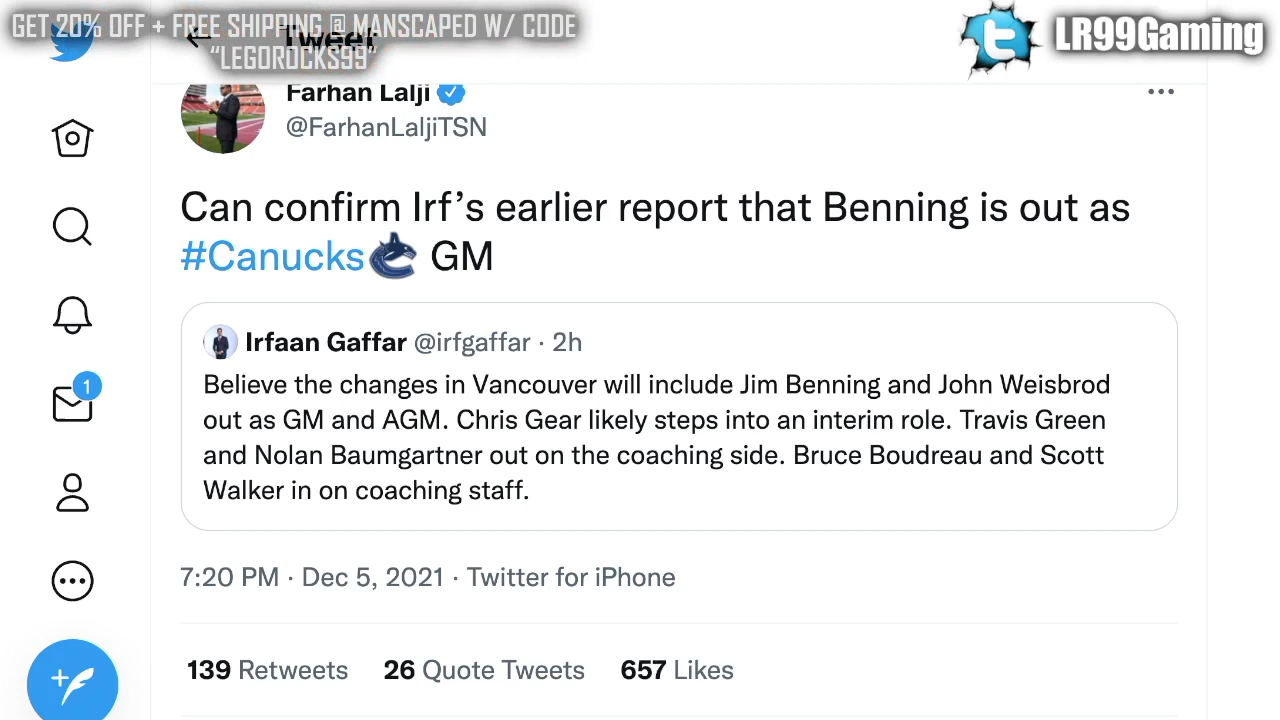 GET 20% OFF + FREE SHIPPING @ MANSCAPED W/ CODE
"LEGOROCKS99"
Tweet
LR99Gaming
Farhan Lalji
@FarhanLaljiTSN
Can confirm Irf’s earlier report that Benning is out as
#Canucks GM
Irfaan Gaffar @irfgaffar · 2h
Believe the changes in Vancouver will include Jim Benning and John Weisbrod
out as GM and AGM. Chris Gear likely steps into an interim role. Travis Green
and Nolan Baumgartner out on the coaching side. Bruce Boudreau and Scott
Walker in on coaching staff.
1
7:20 PM · Dec 5, 2021 · Twitter for iPhone
139 Retweets 26 Quote Tweets 657 Likes